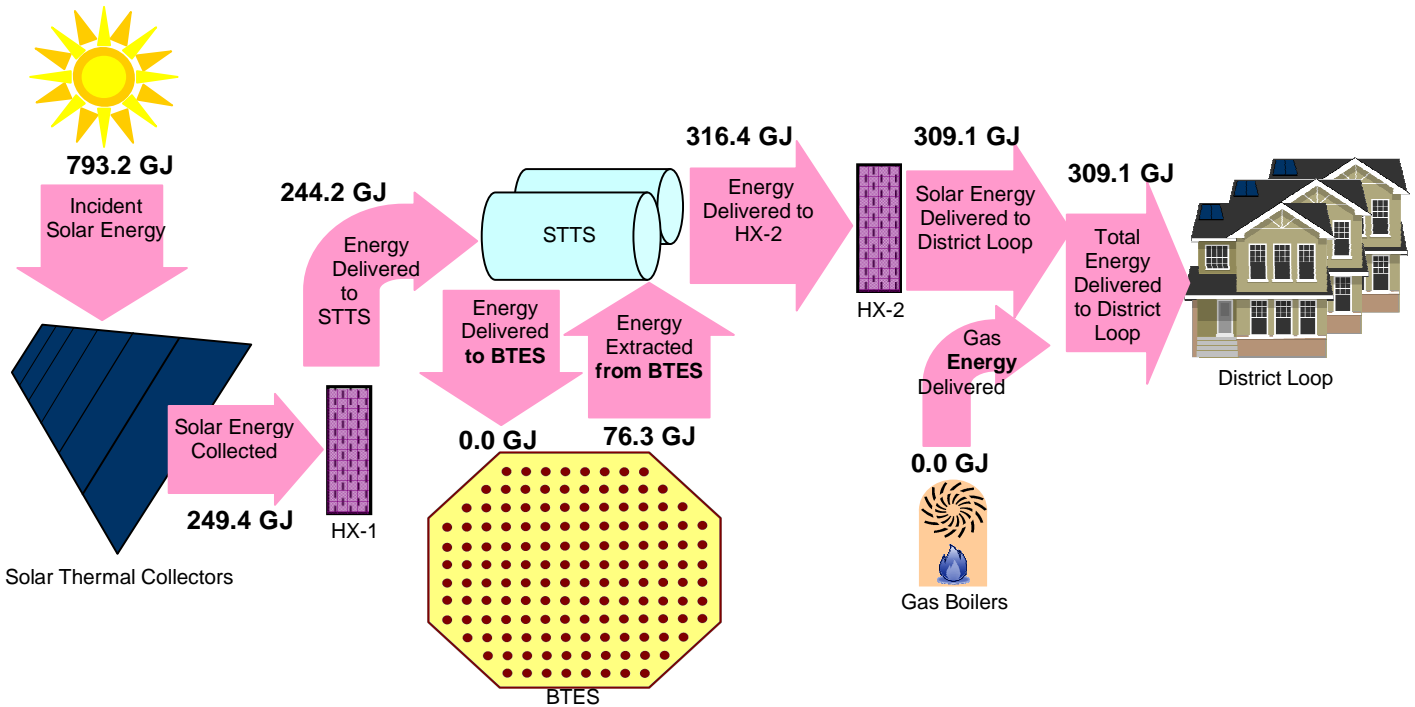 793.2 GJ
Incident
Solar Energy
Solar Thermal Collectors
Solar Energy
Collected
249.4 GJ
HX-1
244.2 GJ
Energy
Delivered
to
STTS
STTS
Energy
Delivered
to BTES
0.0 GJ
Energy
Extracted
from BTES
76.3 GJ
BTES
316.4 GJ
Energy
Delivered to
HX-2
HX-2
309.1 GJ
Solar Energy
Delivered to
District Loop
Gas
Energy
Delivered
0.0 GJ
Gas Boilers
309.1 GJ
Total
Energy
Delivered
to District
Loop
District Loop